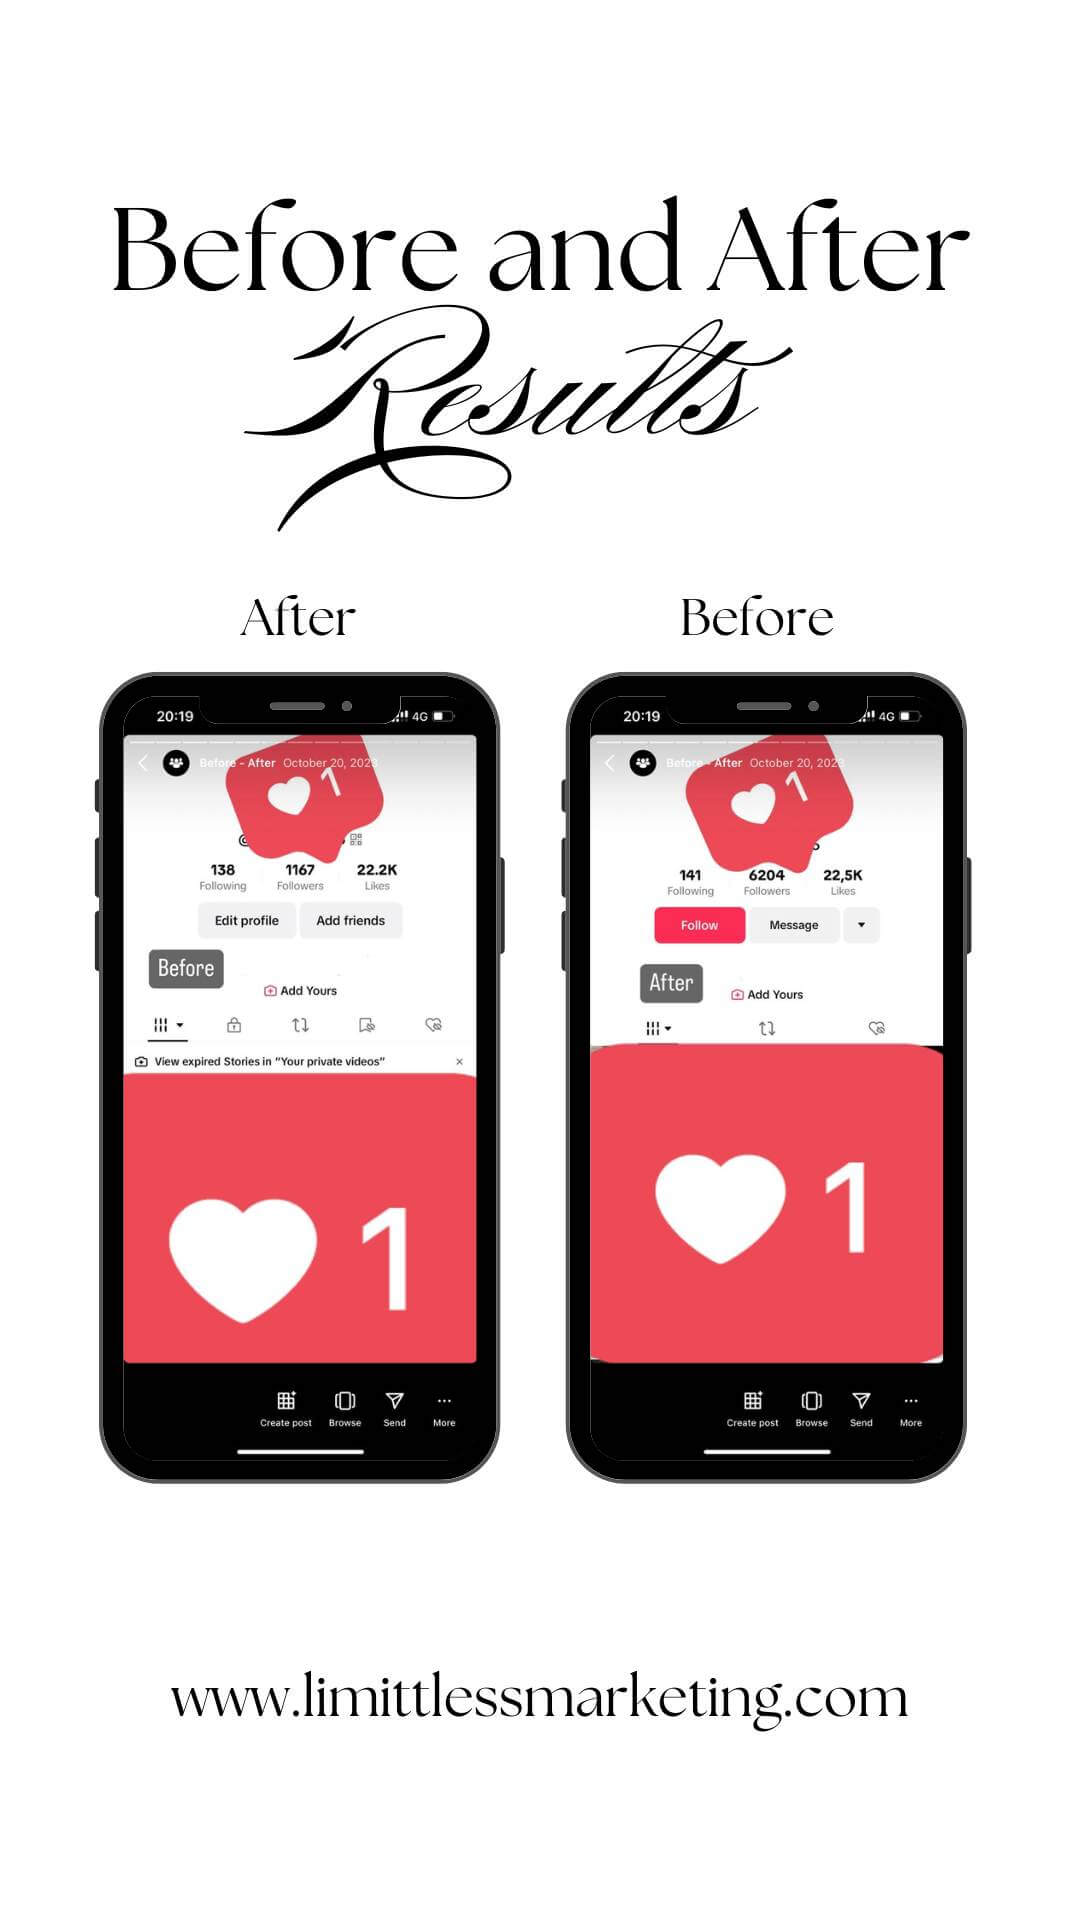 Before and After
Results
After
Before
20:19
4G
Before - After October 20, 2023
138
1167
22.2K
Following
Followers
Likes
Edit profile
Add friends
Before
Add Yours
View expired Stories in "Your private videos"
1
1
Create post
Browse
Send
More
20:19
4G
Before - After October 20, 2023
1
141
6204
22,5K
Following
Followers
Likes
Follow
Message
After
Add Yours
1
Create post
Browse
Send
More
www.limittlessmarketing.com